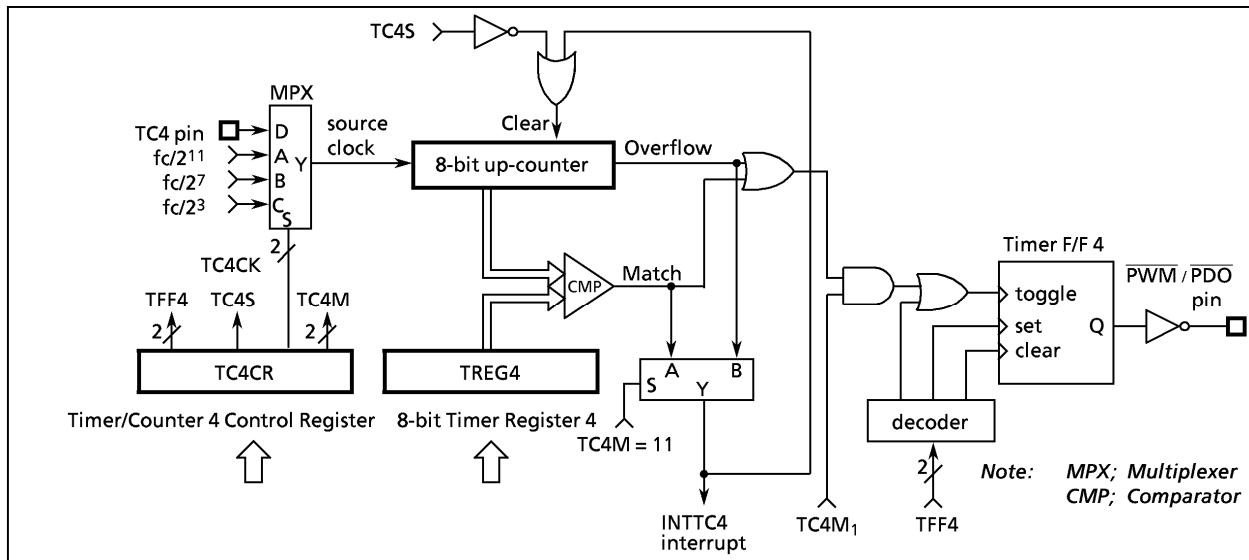 TC4S
MPX
TC4 pin
fc/2¹¹
fc/2⁷
fc/2³
D
A
B
C
Y
S
source
clock
Clear
8-bit up-counter
Overflow
2
TC4CK
TFF4
TC4S
TC4M
2
2
CMP
Match
TC4CR
TREG4
Timer/Counter 4 Control Register
8-bit Timer Register 4
S
A
B
Y
TC4M = 11
INTTC4
interrupt
TC4M₁
Timer F/F 4
toggle
set
clear
Q
P̅W̅M̅ / P̅D̅O̅
pin
decoder
2
TFF4
Note: MPX; Multiplexer
CMP; Comparator